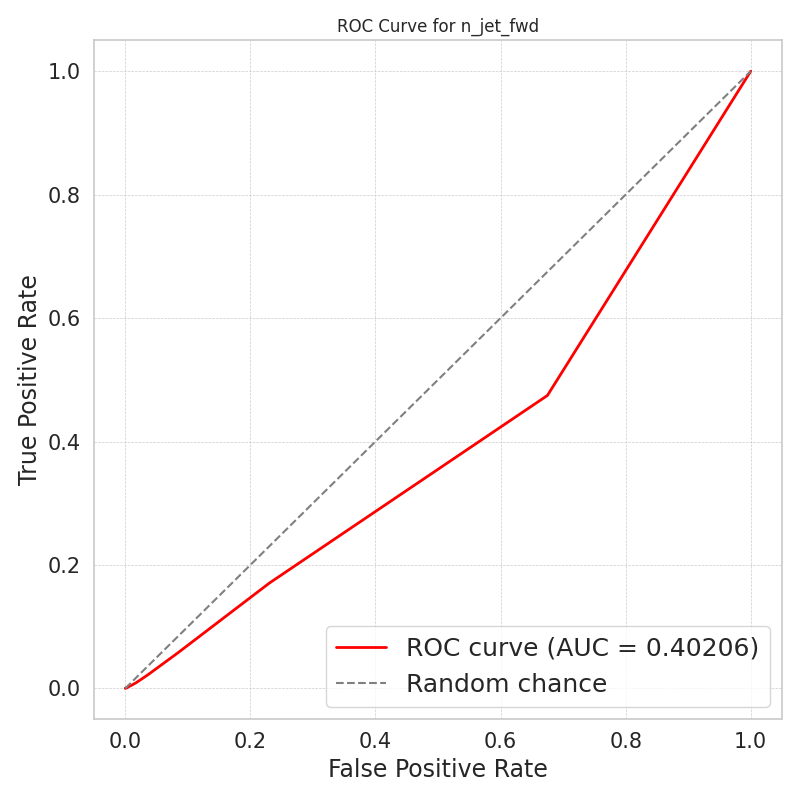 ROC Curve for n_jet_fwd
1.0
0.8
0.6
0.4
0.2
0.0
True Positive Rate
ROC curve (AUC = 0.40206)
Random chance
0.0 0.2 0.4 0.6 0.8 1.0
False Positive Rate